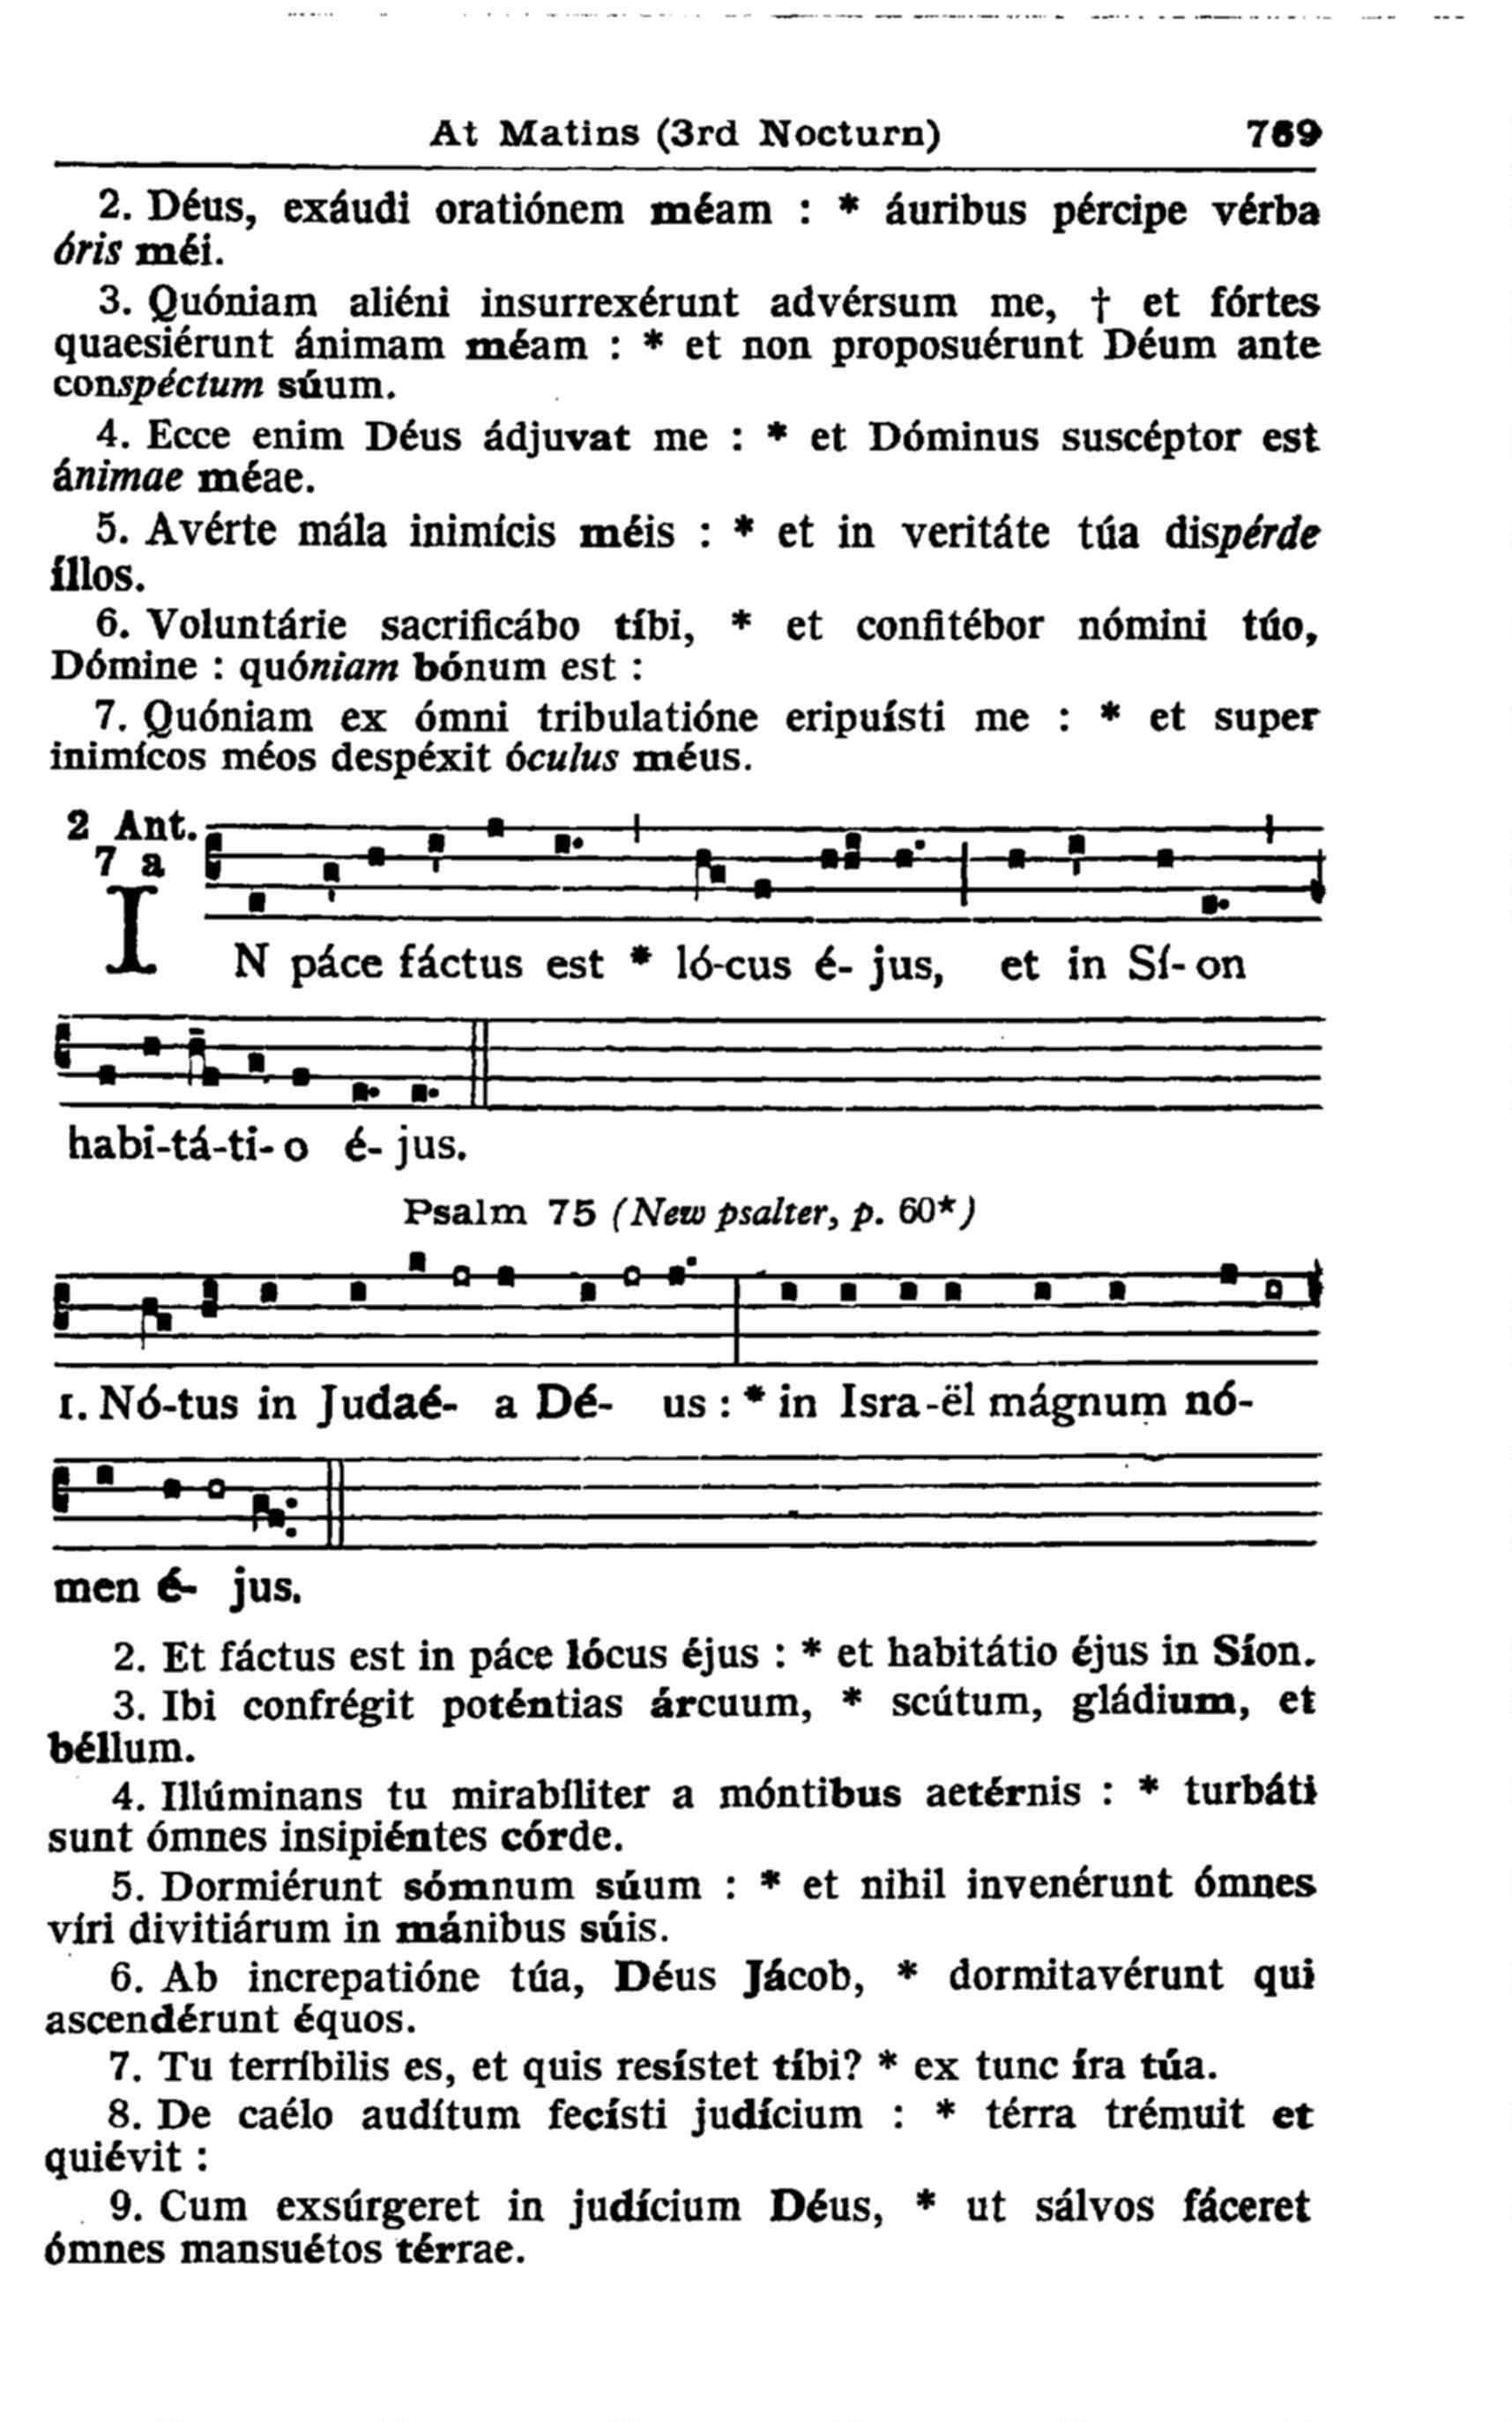 At Matins (3rd Nocturn) 769
2. Déus, exáudi oratiónem méam : * áuribus pércipe vérba
óris méi.
3. Quóniam aliéni insurrexérunt advérsum me, † et fórtes
quaesiérunt ánimam méam : * et non proposuérunt Déum ante
conspéctum súum.
4. Ecce enim Déus ádjuvat me : * et Dóminus suscéptor est
ánimae méae.
5. Avérte mála inimícis méis : * et in veritáte túa dispérde
íllos.
6. Voluntárie sacrificábo tíbi, * et confitébor nómini túo,
Dómine : quóniam bónum est :
7. Quóniam ex ómni tribulatióne eripuísti me : * et super
inimícos méos despéxit óculus méus.
2 Ant.
7 a
IN páce fáctus est * ló-cus é- jus, et in Sí- on
habi-tá-ti- o é- jus.
Psalm 75 (New psalter, p. 60*)
1. Nó-tus in Judaé- a Dé- us : * in Isra-ël mágnum nó-
men é- jus.
2. Et fáctus est in páce lócus éjus : * et habitátio éjus in Síon.
3. Ibi confrégit poténtias árcuum, * scútum, gládium, et
béllum.
4. Illúminans tu mirabíliter a móntibus aetérnis : * turbáti
sunt ómnes insipiéntes córde.
5. Dormiérunt sómnum súum : * et nihil invenérunt ómnes
víri divitiárum in mánibus súis.
6. Ab increpatióne túa, Déus Jácob, * dormitavérunt qui
ascendérunt équos.
7. Tu terríbilis es, et quis resístet tíbi? * ex tunc íra túa.
8. De caélo audítum fecísti judícium : * térra trémuit et
quiévit :
9. Cum exsúrgeret in judícium Déus, * ut sálvos fáceret
ómnes mansuétos térrae.